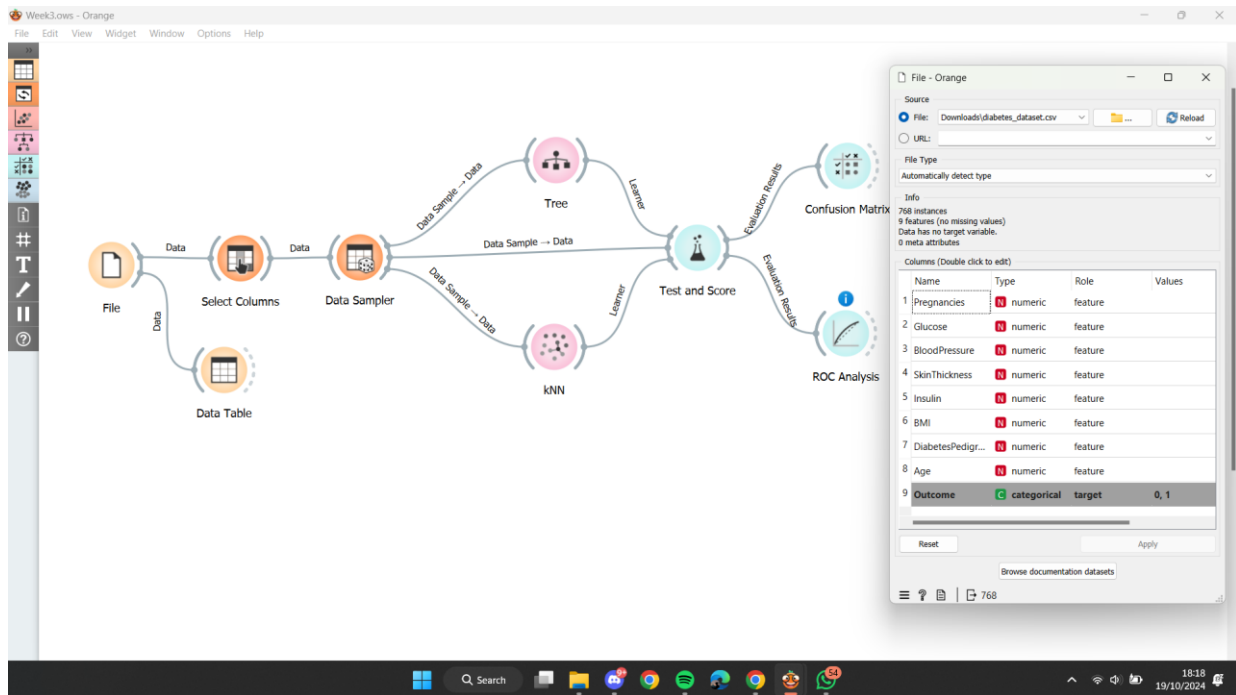 Week3.ows - Orange
File Edit View Widget Window Options Help
File
Data
Data
Data Table
Select Columns
Data
Data Sampler
Data Sample → Data
Data Sample → Data
Data Sample → Data
Tree
kNN
Learner
Learner
Test and Score
Evaluation Results
Evaluation Results
Confusion Matrix
ROC Analysis
File - Orange
Source
File: Downloads\diabetes_dataset.csv ... Reload
URL:
File Type
Automatically detect type
Info
768 instances
9 features (no missing values)
Data has no target variable.
0 meta attributes
Columns (Double click to edit)
Name Type Role Values
1 Pregnancies N numeric feature
2 Glucose N numeric feature
3 BloodPressure N numeric feature
4 SkinThickness N numeric feature
5 Insulin N numeric feature
6 BMI N numeric feature
7 DiabetesPedigr... N numeric feature
8 Age N numeric feature
9 Outcome C categorical target 0, 1
Reset Apply
Browse documentation datasets
768
Search
54
18:18
19/10/2024